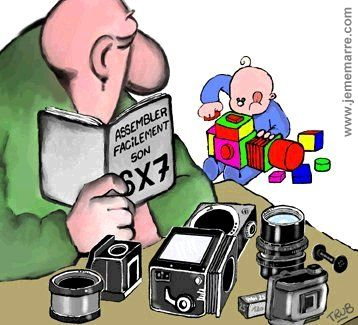 ASSEMBLER
FACILEMENT
SON
SX7
www.jememarre.com
TRUB